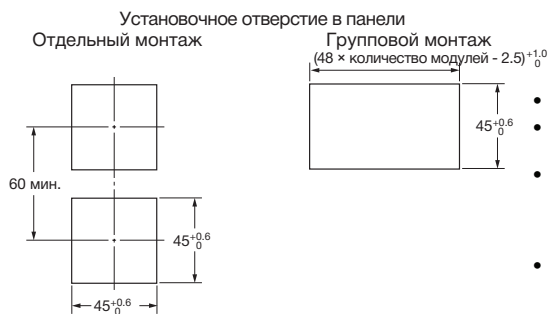 Установочное отверстие в панели
Отдельный монтаж
Групповой монтаж
(48 × количество модулей - 2.5)+1.0 0
45+0.6 0
60 мин.
45+0.6 0
45+0.6 0
•
•
•
•